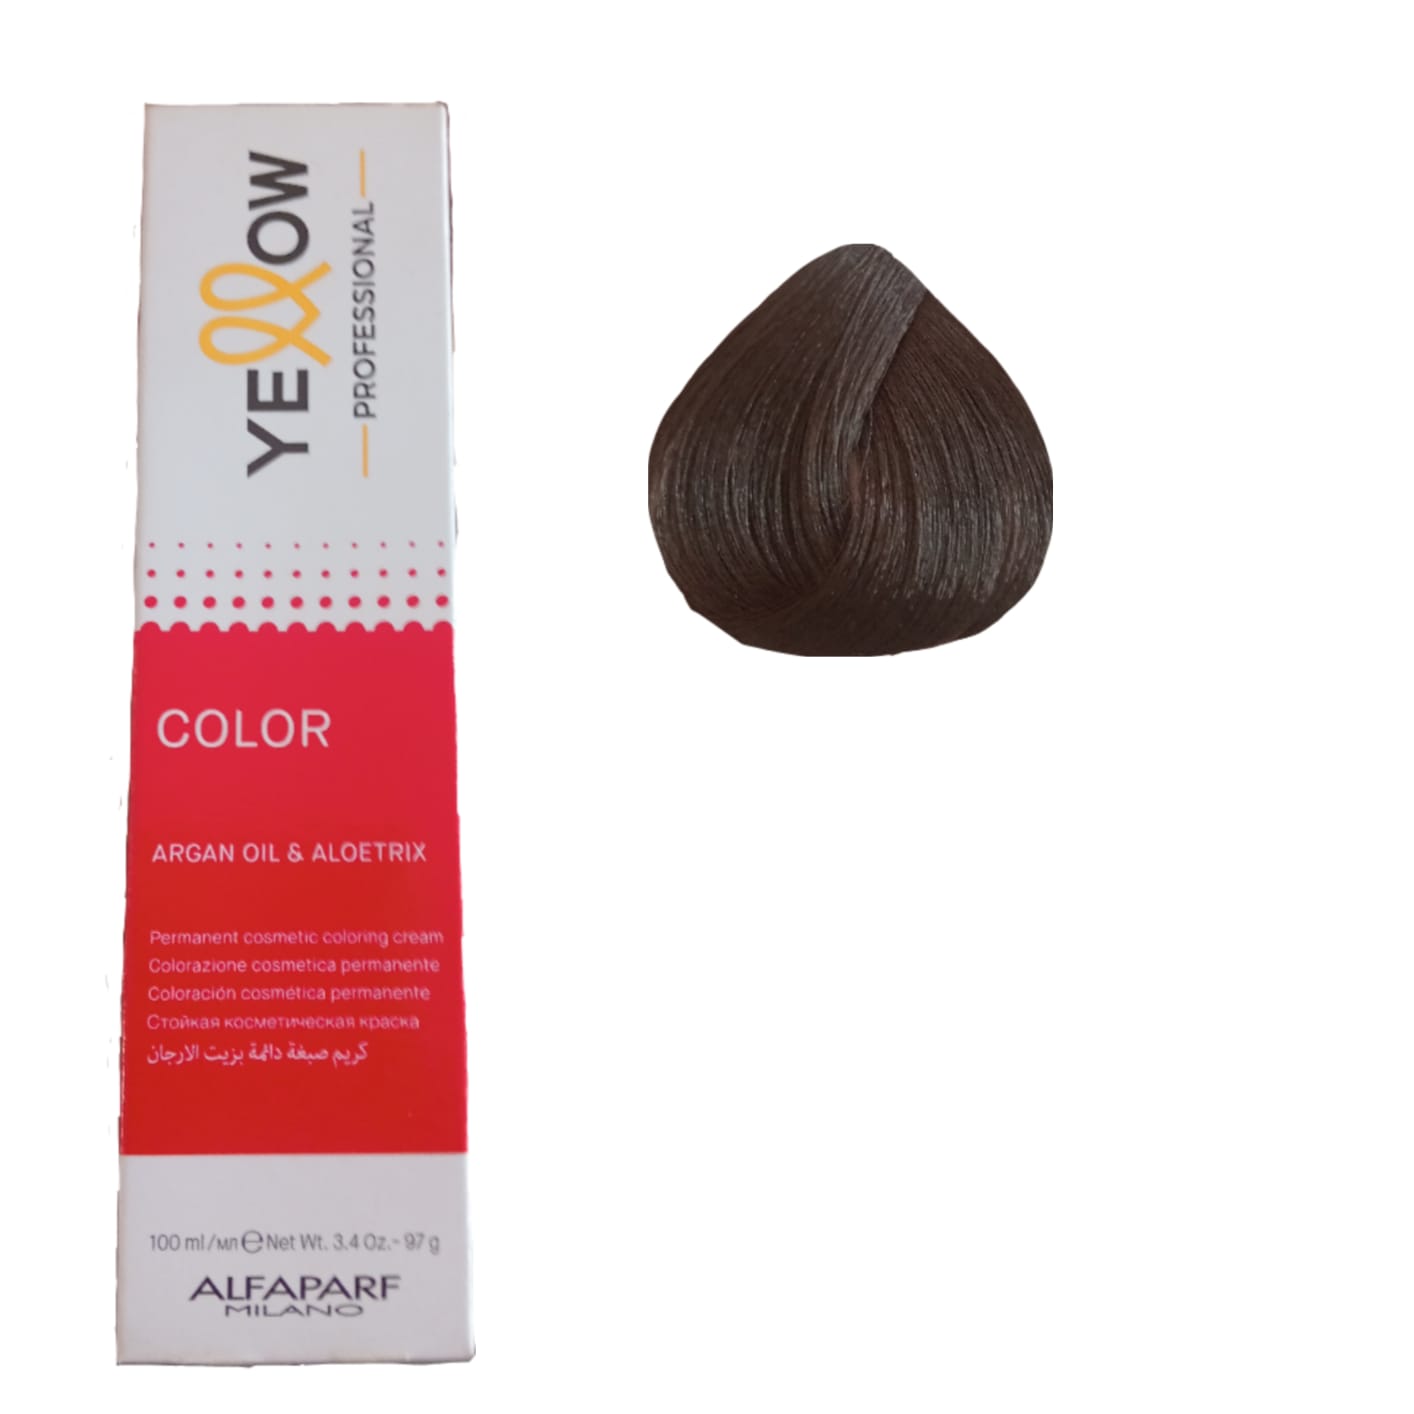 YELLOW
PROFESSIONAL
COLOR
ARGAN OIL & ALOETRIX
Permanent cosmetic coloring cream
Colorazione cosmetica permanente
Coloración cosmética permanente
Стойкая косметическая краска
كريم صبغة دائمة بزيت الارجان
100 ml/мл ℮ Net Wt. 3.4 Oz.- 97 g
ALFAPARF
MILANO